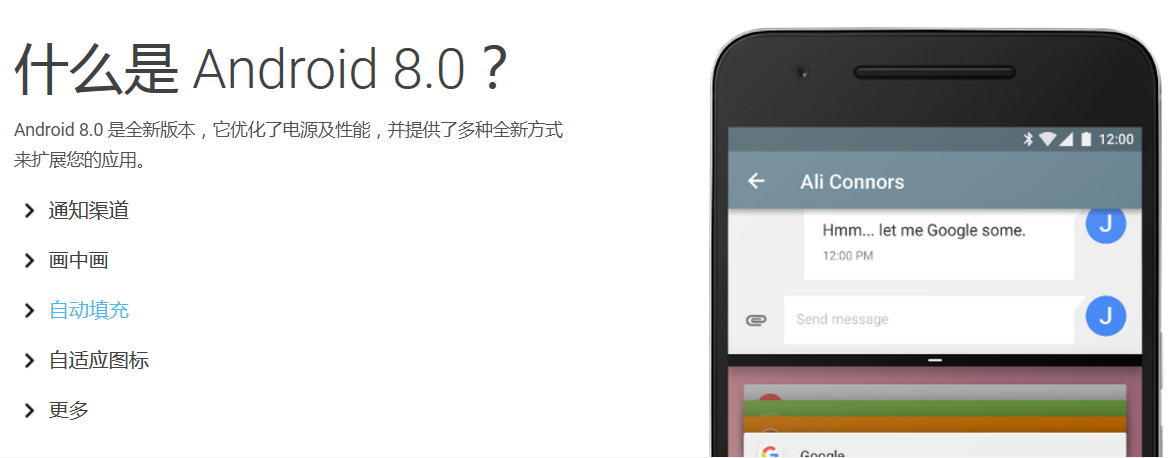 什么是 Android 8.0？
Android 8.0 是全新版本，它优化了电源及性能，并提供了多种全新方式
来扩展您的应用。
通知渠道
画中画
自动填充
自适应图标
更多
12:00
Ali Connors
Hmm... let me Google some.
J
12:00 PM
Send message
J
Google